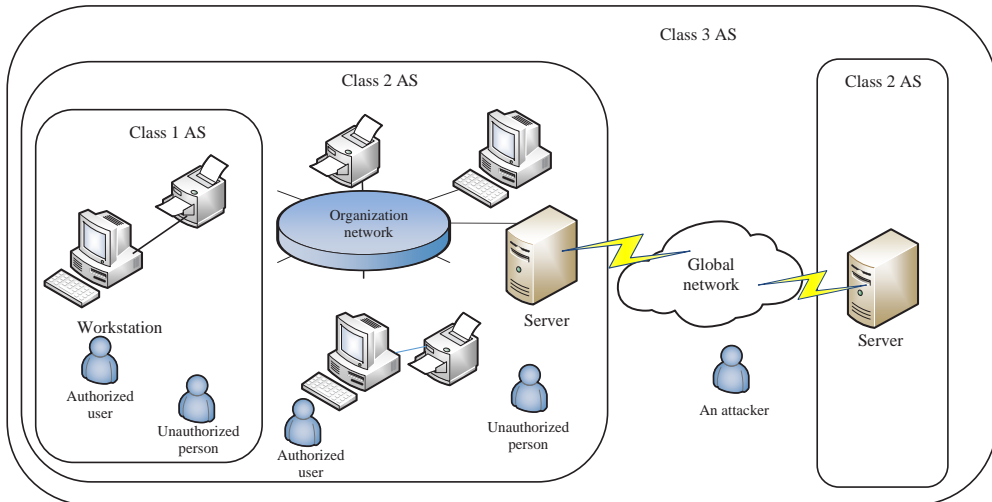 Class 3 AS
Class 2 AS
Class 2 AS
Class 1 AS
Organization
network
Global
network
Server
Server
Workstation
Authorized
user
Unauthorized
person
Authorized
user
Unauthorized
person
An attacker